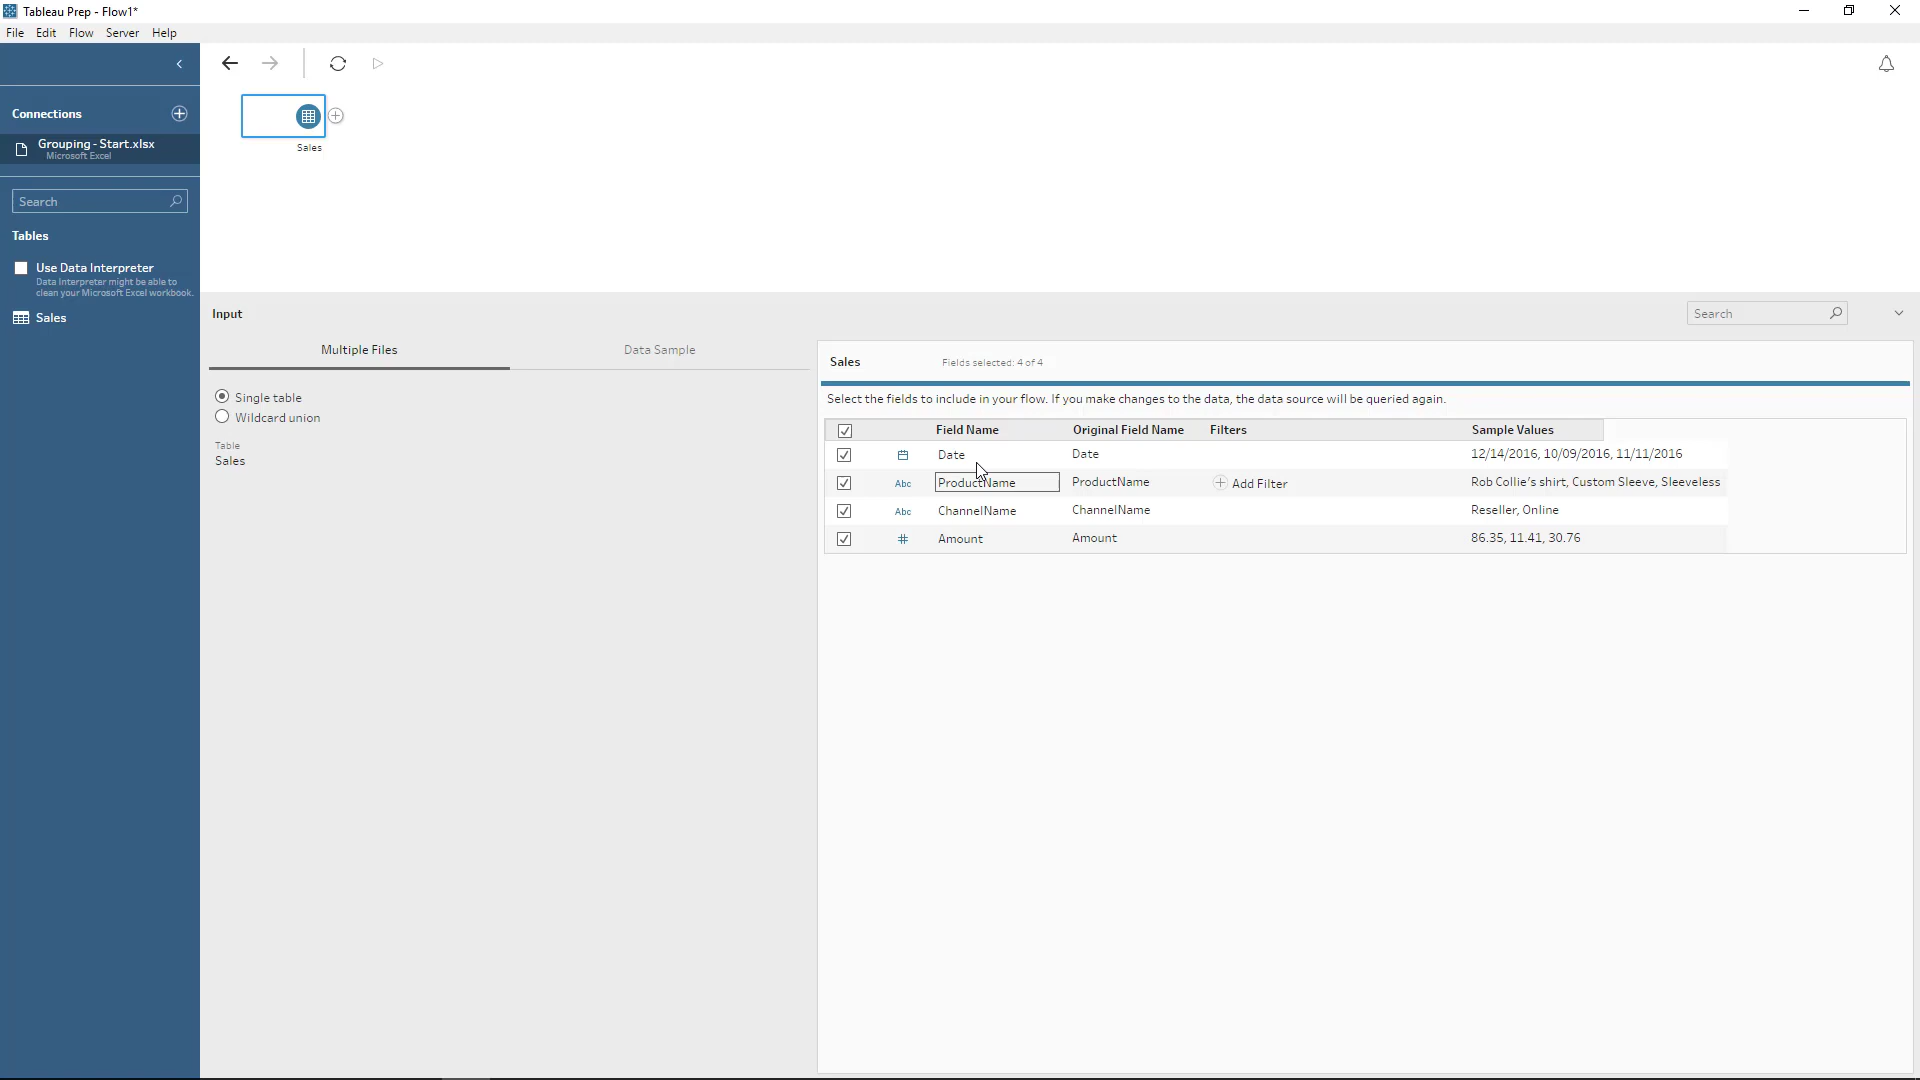 Tableau Prep - Flow1*
File Edit Flow Server Help
Connections
Grouping - Start.xlsx
Microsoft Excel
Sales
Search
Tables
Use Data Interpreter
Data Interpreter might be able to
clean your Microsoft Excel workbook.
Sales
Input
Search
Multiple Files Data Sample
Single table
Wildcard union
Table
Sales
Sales Fields selected: 4 of 4
Select the fields to include in your flow. If you make changes to the data, the data source will be queried again.
Field Name Original Field Name Filters Sample Values
Date Date 12/14/2016, 10/09/2016, 11/11/2016
Abc ProductName ProductName Add Filter Rob Collie's shirt, Custom Sleeve, Sleeveless
Abc ChannelName ChannelName Reseller, Online
# Amount Amount 86.35, 11.41, 30.76